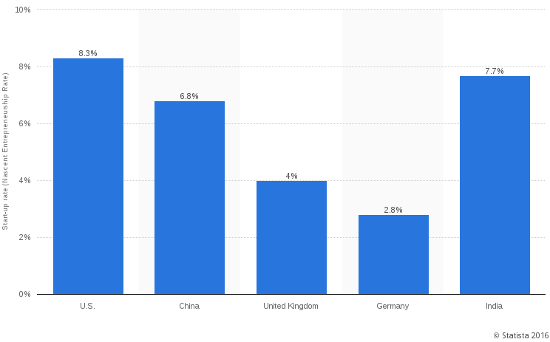 10%
8%
6%
4%
2%
0%
Start-up rate (Nascent Entrepreneurship Rate)
8.3%
6.8%
4%
2.8%
7.7%
U.S.
China
United Kingdom
Germany
India
© Statista 2016